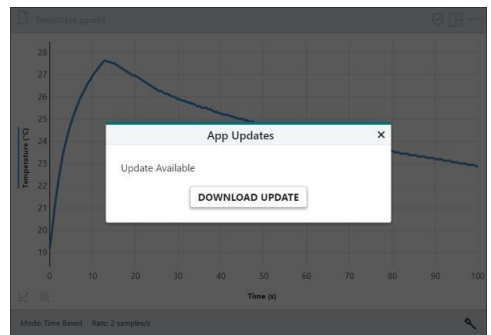 TempData.gambl
28
27
26
25
24
23
22
21
20
19
Temperature (°C)
App Updates
Update Available
DOWNLOAD UPDATE
0 10 20 30 40 50 60 70 80 90 100
Time (s)
Mode: Time Based Rate: 2 samples/s